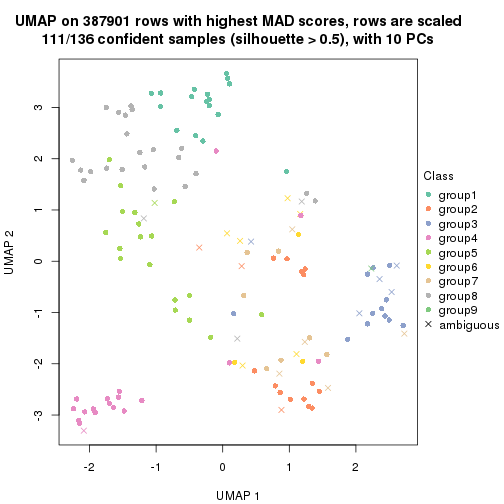 UMAP on 387901 rows with highest MAD scores, rows are scaled
111/136 confident samples (silhouette > 0.5), with 10 PCs
3
2
1
0
-1
-2
-3
UMAP 2
-2
-1
0
1
2
UMAP 1
Class
group1
group2
group3
group4
group5
group6
group7
group8
group9
ambiguous